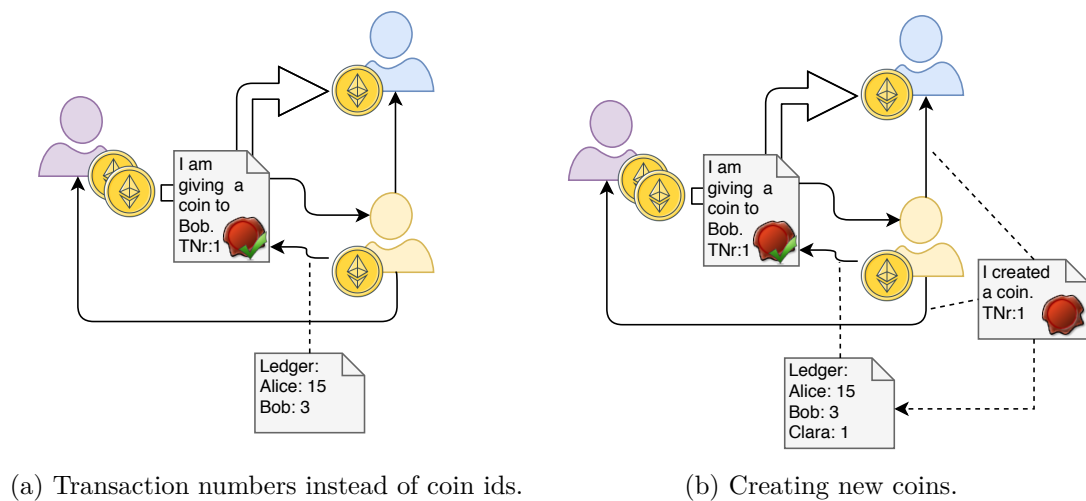 I am
giving a
coin to
Bob.
TNr:1
Ledger:
Alice: 15
Bob: 3
(a) Transaction numbers instead of coin ids.
I am
giving a
coin to
Bob.
TNr:1
I created
a coin.
TNr:1
Ledger:
Alice: 15
Bob: 3
Clara: 1
(b) Creating new coins.